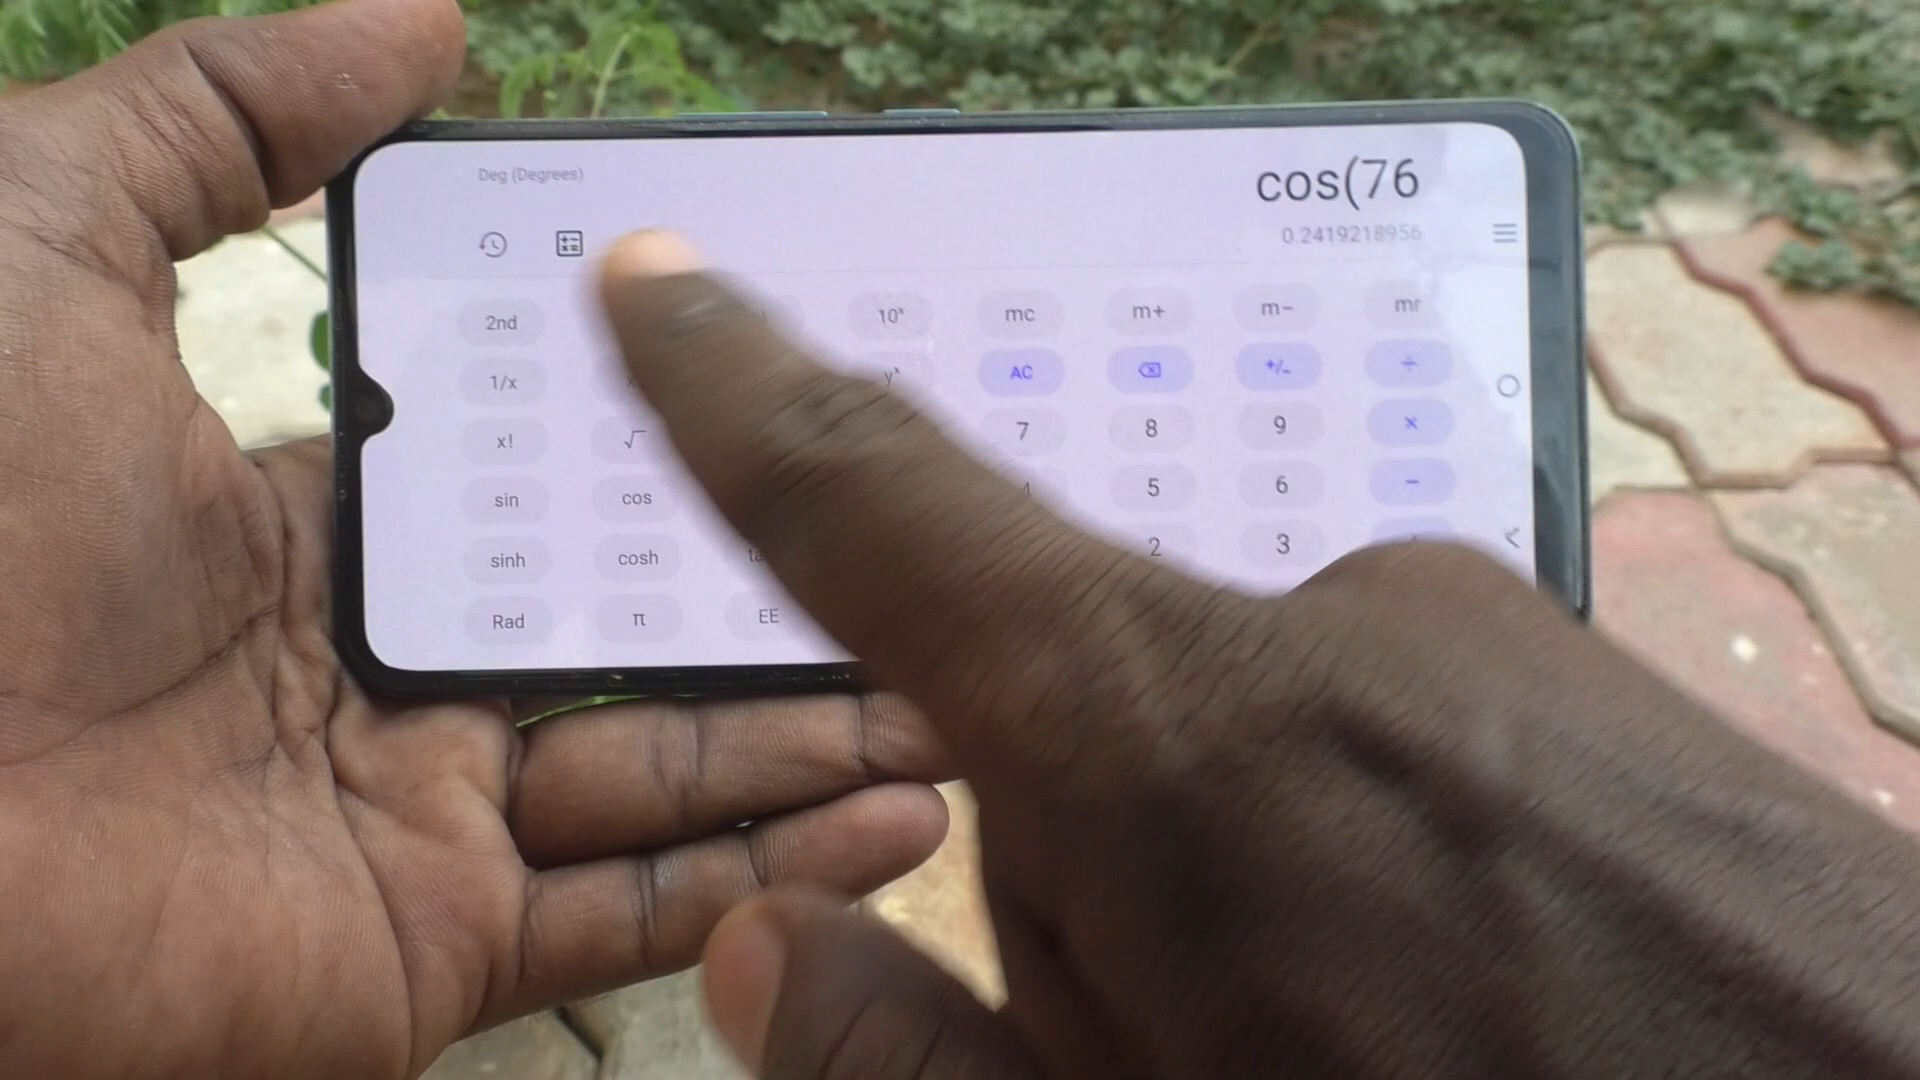 Deg (Degrees)
cos(76
0.2419218956
2nd 10ˣ mc m+ m− mr
1/x yˣ AC +/− ÷
x! √ 7 8 9 ×
sin cos 5 6 −
sinh cosh 2 3
Rad π EE